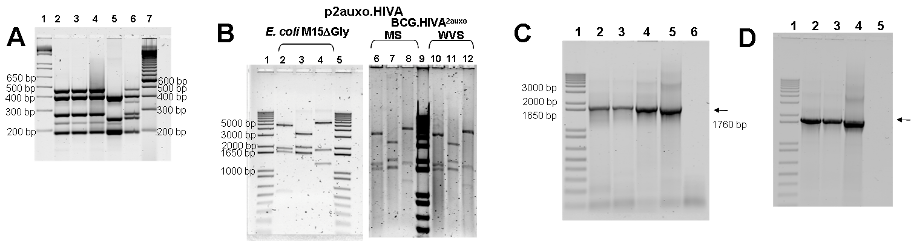 p2auxo.HIVA
A
1 2 3 4 5 6 7
650 bp
500 bp
400 bp
300 bp
200 bp
600 bp
500 bp
400 bp
300 bp
200 bp
B
E. coli M15ΔGly
BCG.HIVA2auxo
MS WVS
1 2 3 4 5 6 7 8 9 10 11 12
5000 bp
3000 bp
2000 bp
1650 bp
1000 bp
C
1 2 3 4 5 6
3000 bp
2000 bp
1650 bp
1760 bp
D
1 2 3 4 5